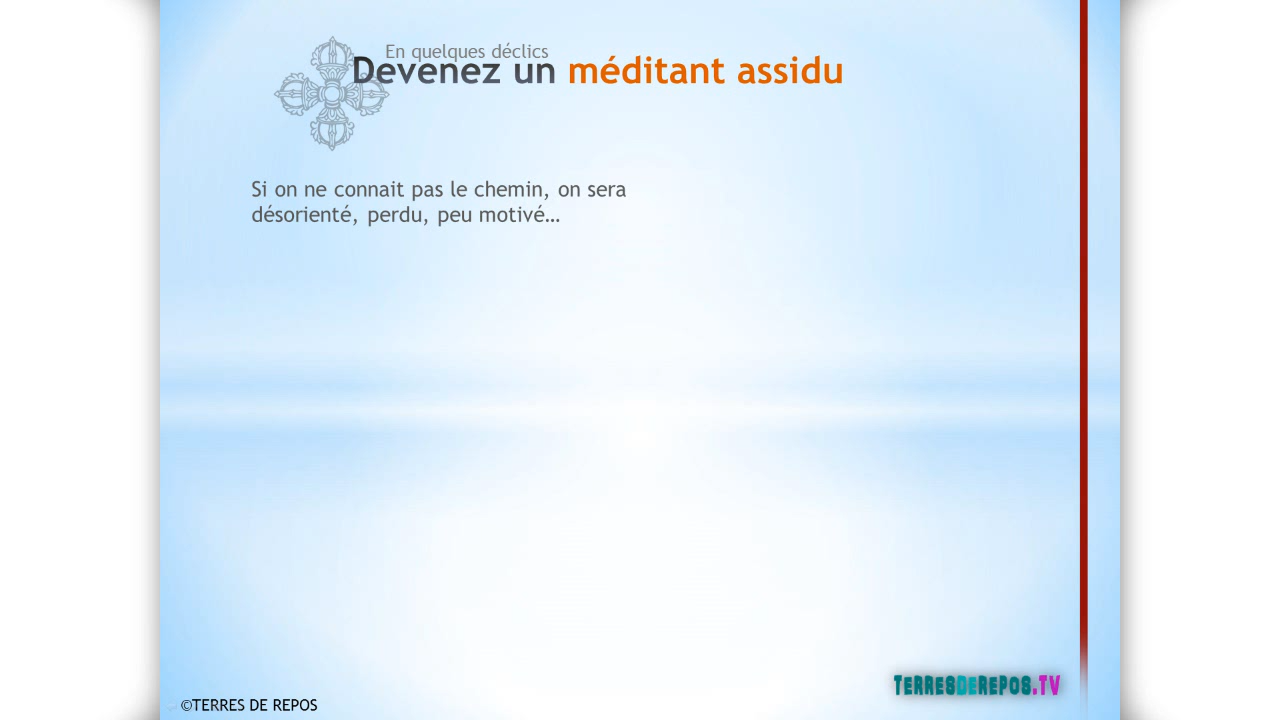 En quelques déclics
Devenez un méditant assidu
Si on ne connait pas le chemin, on sera
désorienté, perdu, peu motivé…
TERRESDEREPOS.TV
©TERRES DE REPOS